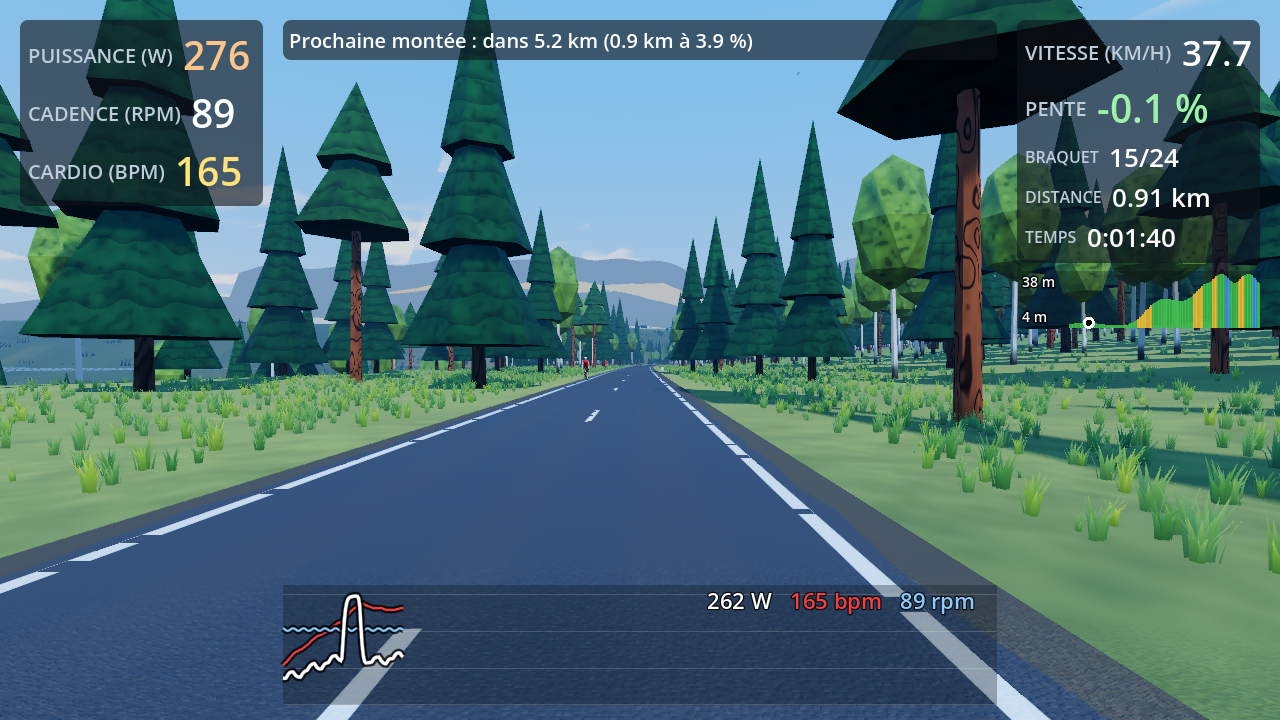 PUISSANCE (W) 276
CADENCE (RPM) 89
CARDIO (BPM) 165
Prochaine montée : dans 5.2 km (0.9 km à 3.9 %)
VITESSE (KM/H) 37.7
PENTE -0.1 %
BRAQUET 15/24
DISTANCE 0.91 km
TEMPS 0:01:40
38 m
4 m
262 W 165 bpm 89 rpm